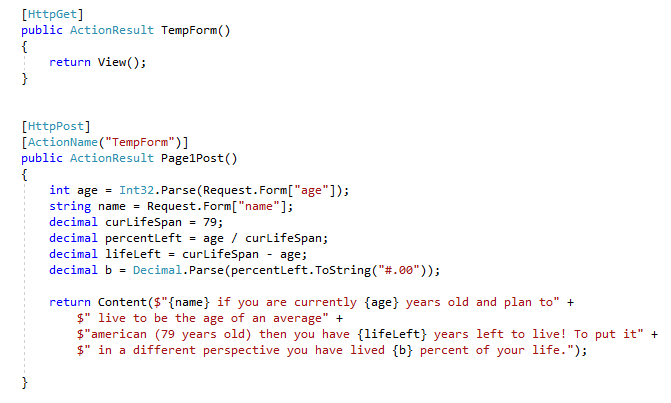 [HttpGet]
public ActionResult TempForm()
{
return View();
}
[HttpPost]
[ActionName("TempForm")]
public ActionResult Page1Post()
{
int age = Int32.Parse(Request.Form["age"]);
string name = Request.Form["name"];
decimal curLifeSpan = 79;
decimal percentLeft = age / curLifeSpan;
decimal lifeLeft = curLifeSpan - age;
decimal b = Decimal.Parse(percentLeft.ToString("#.00"));
return Content($"{name} if you are currently {age} years old and plan to" +
$" live to be the age of an average" +
$"american (79 years old) then you have {lifeLeft} years left to live! To put it" +
$" in a different perspective you have lived {b} percent of your life.");
}